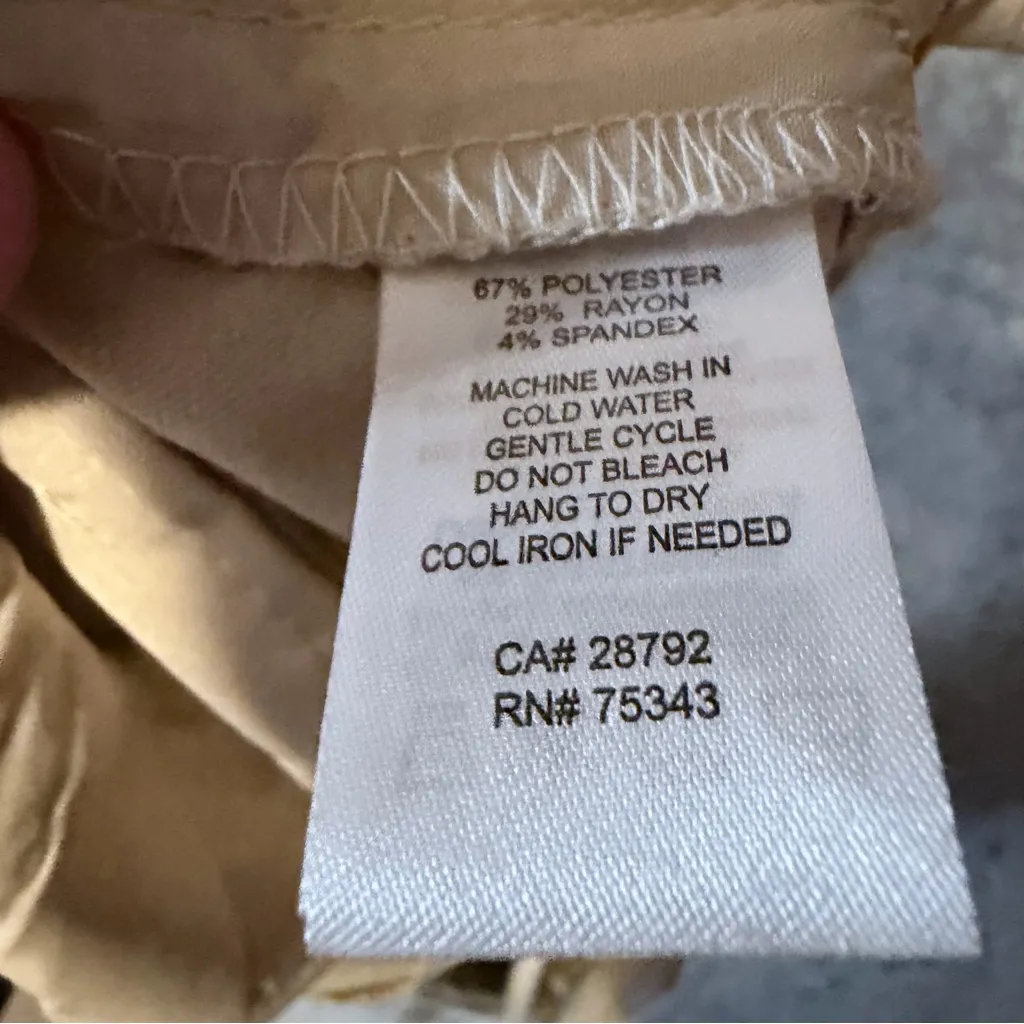 67% POLYESTER
29% RAYON
4% SPANDEX
MACHINE WASH IN
COLD WATER
GENTLE CYCLE
DO NOT BLEACH
HANG TO DRY
COOL IRON IF NEEDED
CA# 28792
RN# 75343